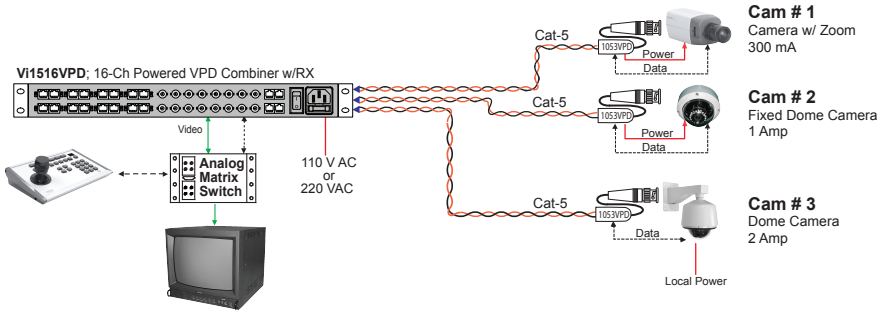 Cam # 1
Camera w/ Zoom
300 mA
Cat-5
1053VPD
Power
Data
Vi1516VPD; 16-Ch Powered VPD Combiner w/RX
Cam # 2
Fixed Dome Camera
1 Amp
Cat-5
1053VPD
Power
Data
Video
Analog
Matrix
Switch
110 V AC
or
220 VAC
Cam # 3
Dome Camera
2 Amp
Cat-5
1053VPD
Data
Local Power